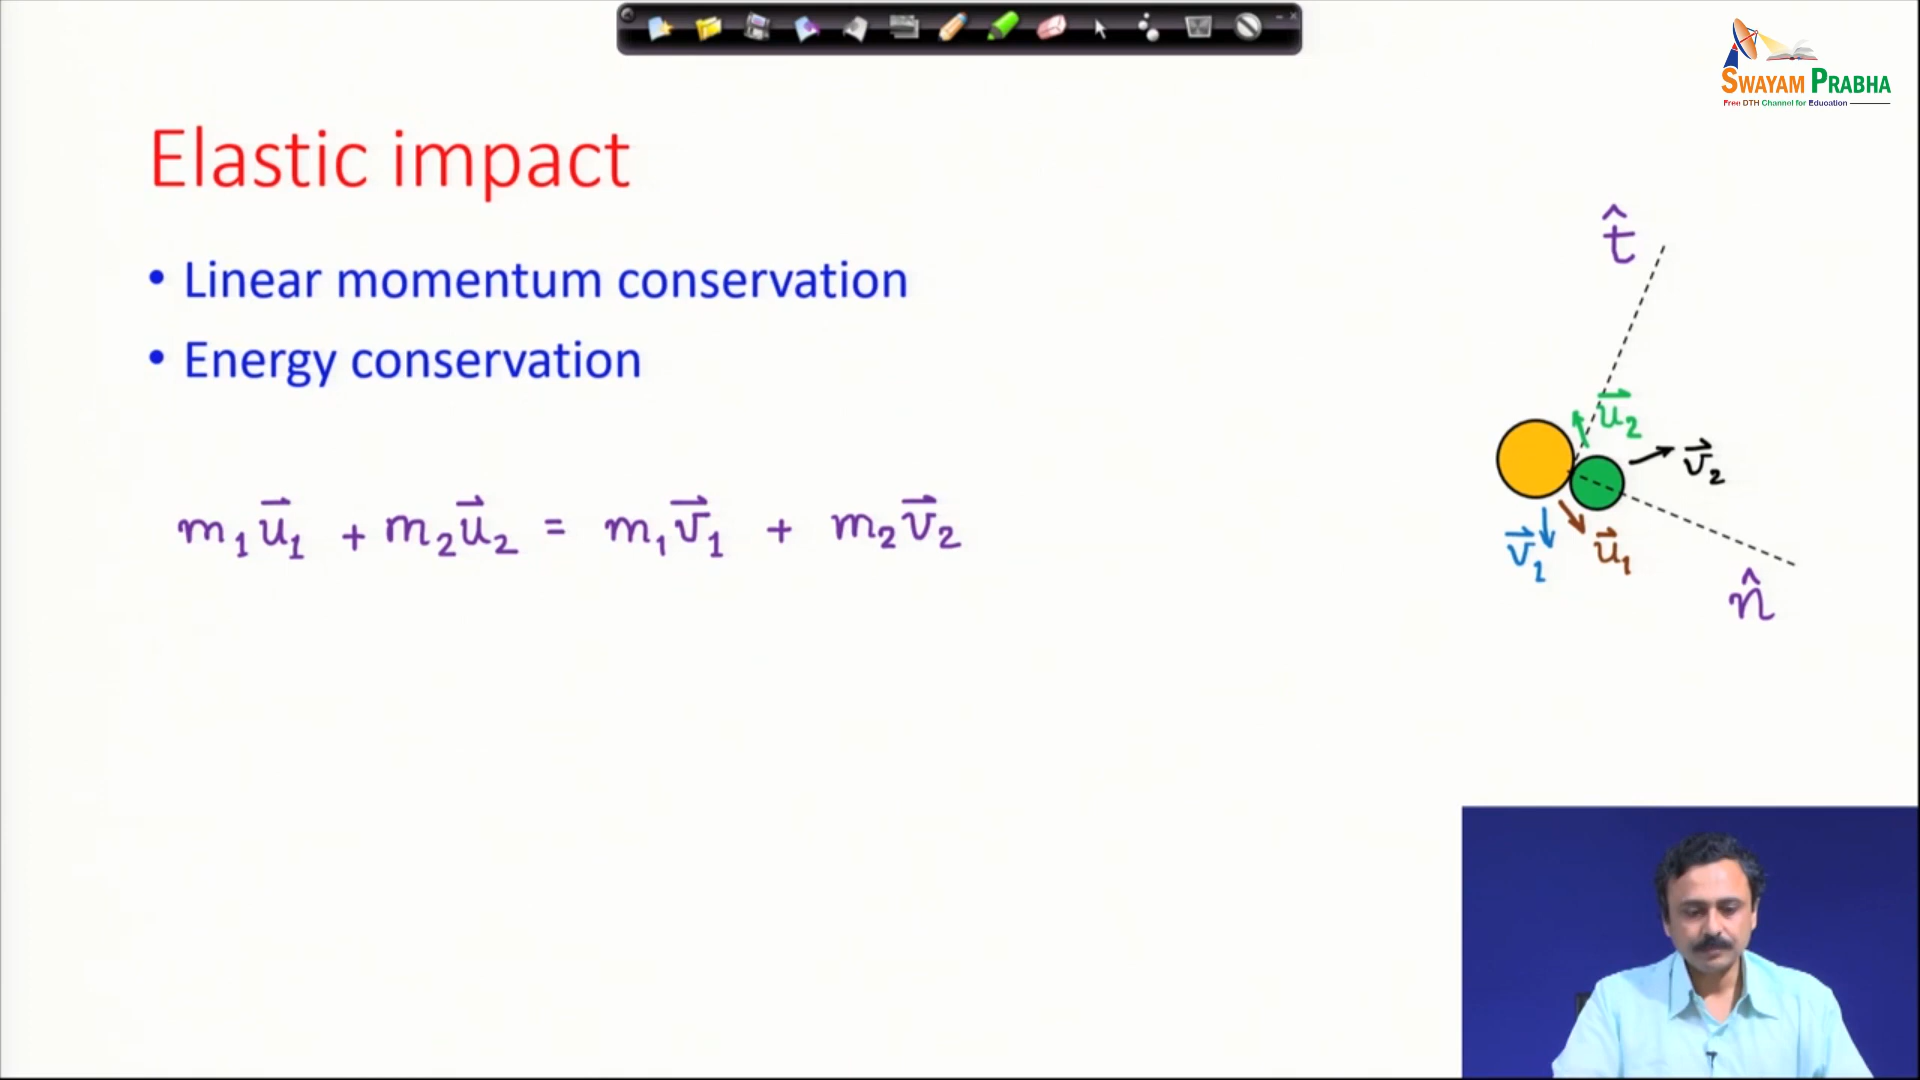 SWAYAM PRABHA
Free DTH Channel for Education
Elastic impact
• Linear momentum conservation
• Energy conservation
m₁u⃗₁ + m₂u⃗₂ = m₁v⃗₁ + m₂v⃗₂
t̂
u⃗₂
v⃗₂
v⃗₁
u⃗₁
n̂